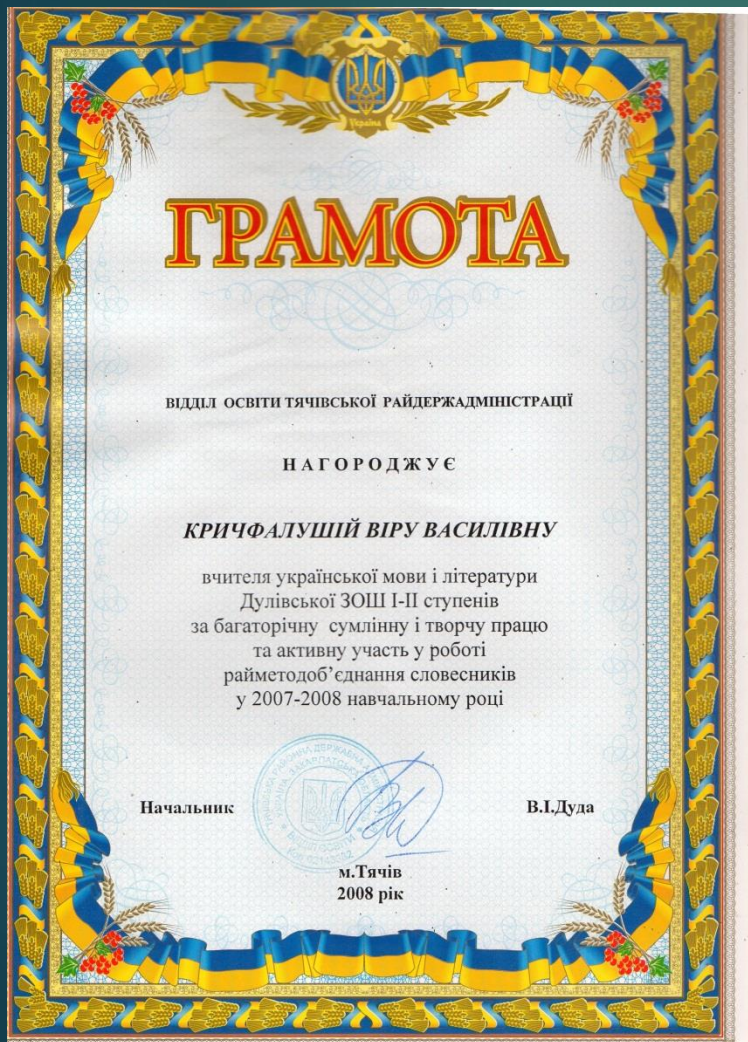 Україна
ГРАМОТА
ВІДДІЛ ОСВІТИ ТЯЧІВСЬКОЇ РАЙДЕРЖАДМІНІСТРАЦІЇ
НАГОРОДЖУЄ
КРИЧФАЛУШІЙ ВІРУ ВАСИЛІВНУ
вчителя української мови і літератури
Дулівської ЗОШ І-ІІ ступенів
за багаторічну сумлінну і творчу працю
та активну участь у роботі
райметодоб’єднання словесників
у 2007-2008 навчальному році
Начальник
В.І.Дуда
м.Тячів
2008 рік